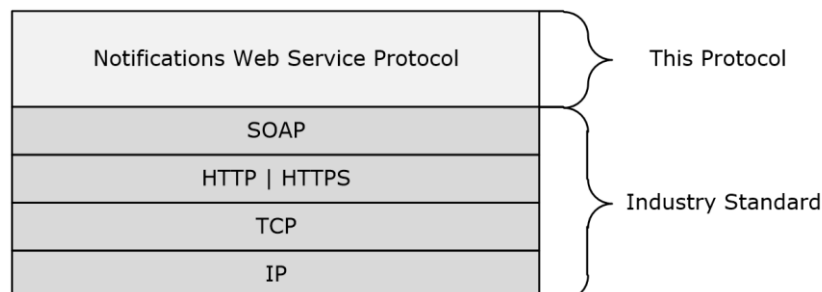 Notifications Web Service Protocol
This Protocol
SOAP
HTTP | HTTPS
Industry Standard
TCP
IP